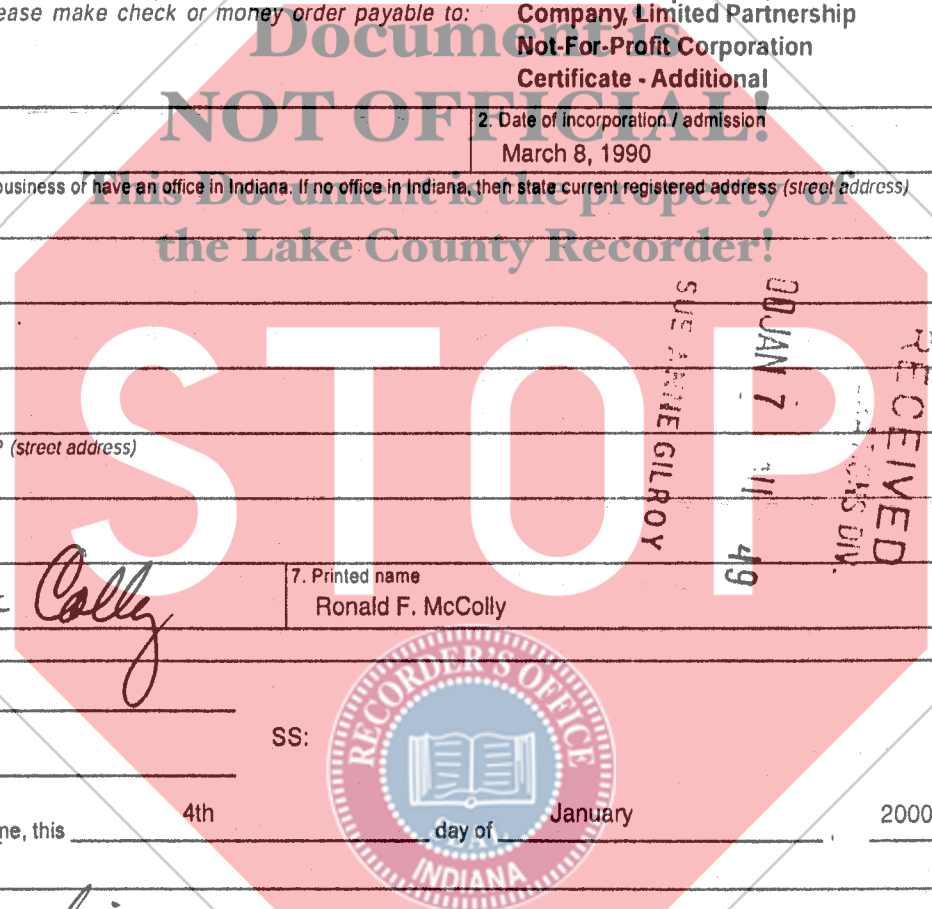 ease make check or money order payable to:
Company, Limited Partnership
Not-For-Profit Corporation
Certificate - Additional
Document is
NOT OFFICIAL!
This Document is the property of
the Lake County Recorder!
STOP
2. Date of incorporation / admission
March 8, 1990
business or have an office in Indiana. If no office in Indiana, then state current registered address (street address)
SUE ANNE GILROY
00 JAN 7 11 49
RECEIVED
DIV.
(street address)
Colly
7. Printed name
Ronald F. McColly
SS:
RECORDER'S OFFICE
SEAL
INDIANA
ne, this 4th day of January, 2000